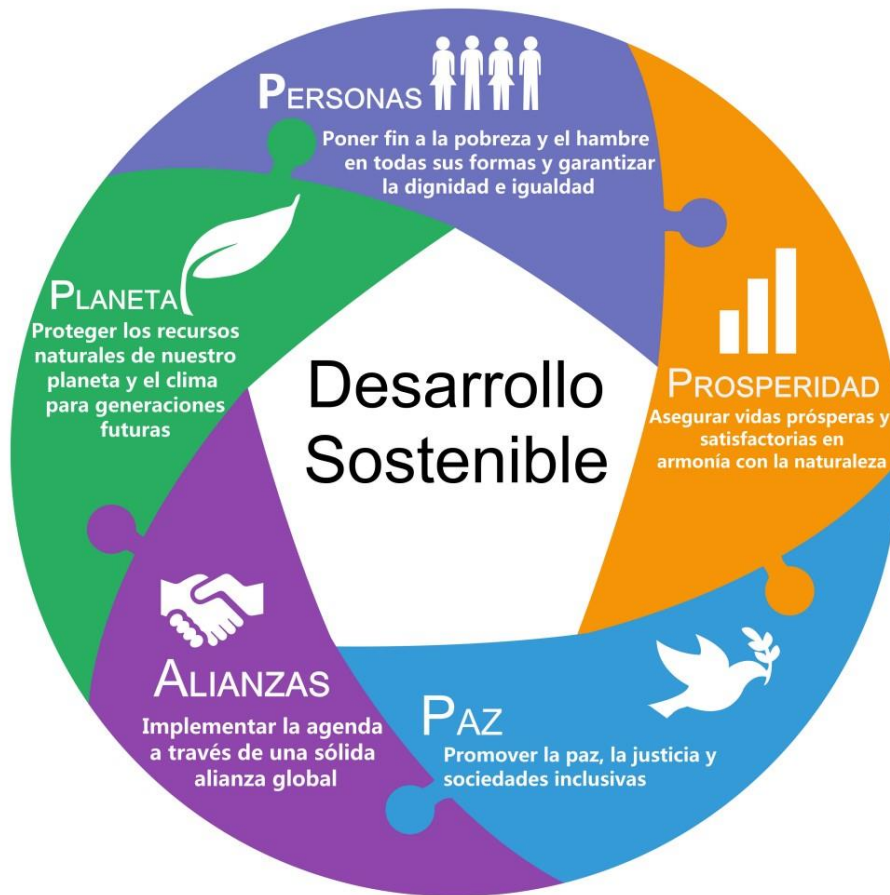 PERSONAS
Poner fin a la pobreza y el hambre
en todas sus formas y garantizar
la dignidad e igualdad
PROSPERIDAD
Asegurar vidas prósperas y
satisfactorias en
armonía con la naturaleza
PAZ
Promover la paz, la justicia y
sociedades inclusivas
ALIANZAS
Implementar la agenda
a través de una sólida
alianza global
PLANETA
Proteger los recursos
naturales de nuestro
planeta y el clima
para generaciones
futuras
Desarrollo
Sostenible